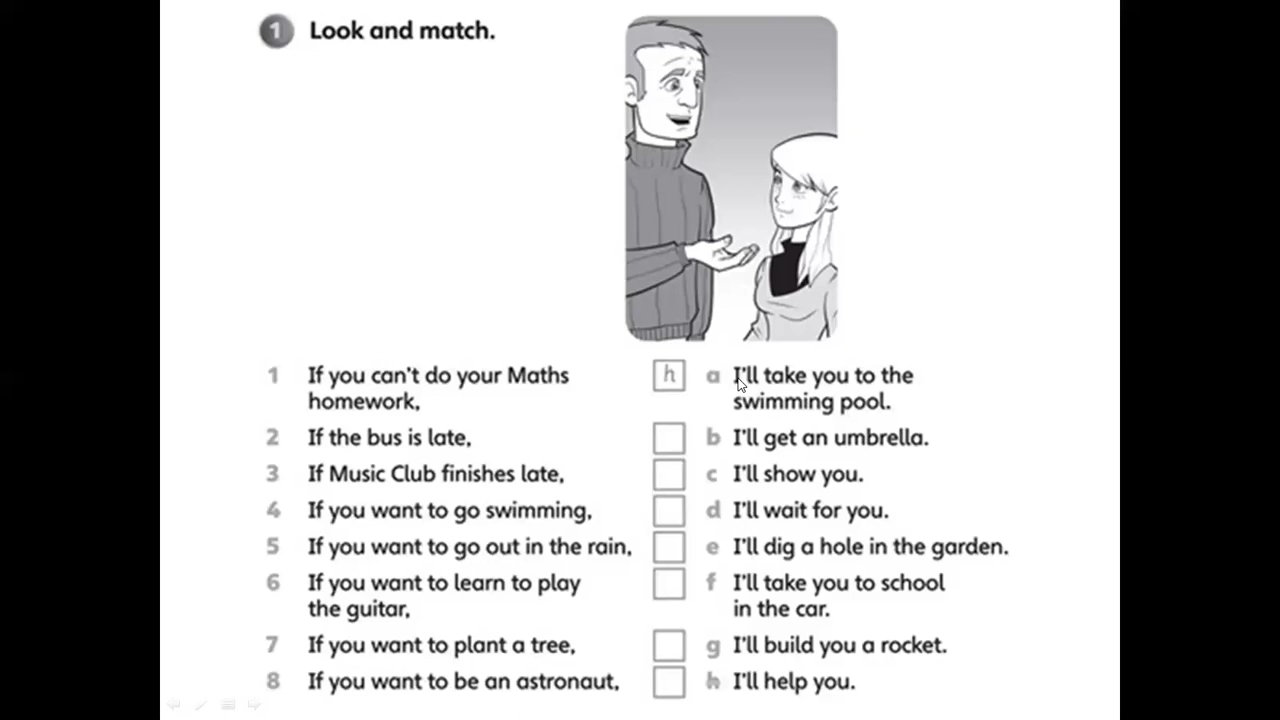 1 Look and match.
1 If you can't do your Maths
homework,
h
a I'll take you to the
swimming pool.
2 If the bus is late,
b I'll get an umbrella.
3 If Music Club finishes late,
c I'll show you.
4 If you want to go swimming,
d I'll wait for you.
5 If you want to go out in the rain,
e I'll dig a hole in the garden.
6 If you want to learn to play
the guitar,
f I'll take you to school
in the car.
7 If you want to plant a tree,
g I'll build you a rocket.
8 If you want to be an astronaut,
h I'll help you.